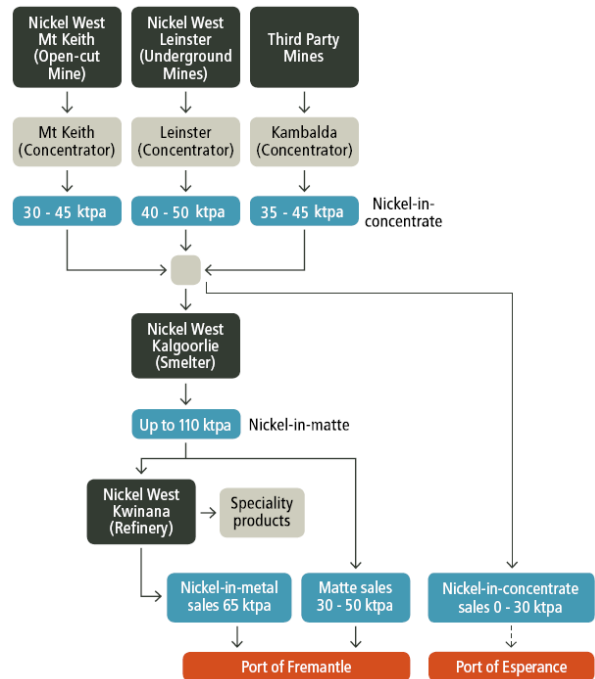 Nickel West
Mt Keith
(Open-cut
Mine)
Nickel West
Leinster
(Underground
Mines)
Third Party
Mines
Mt Keith
(Concentrator)
Leinster
(Concentrator)
Kambalda
(Concentrator)
30 - 45 ktpa
40 - 50 ktpa
35 - 45 ktpa
Nickel-in-
concentrate
Nickel West
Kalgoorlie
(Smelter)
Up to 110 ktpa
Nickel-in-matte
Nickel West
Kwinana
(Refinery)
Speciality
products
Nickel-in-metal
sales 65 ktpa
Matte sales
30 - 50 ktpa
Nickel-in-concentrate
sales 0 - 30 ktpa
Port of Fremantle
Port of Esperance